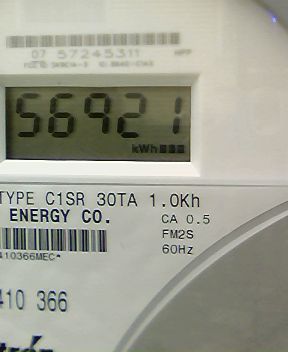 07 57245311
56921
kWh
TYPE C1SR 30TA 1.0Kh
ENERGY CO.
CA 0.5
FM2S
60Hz
410366MEC*
410 366